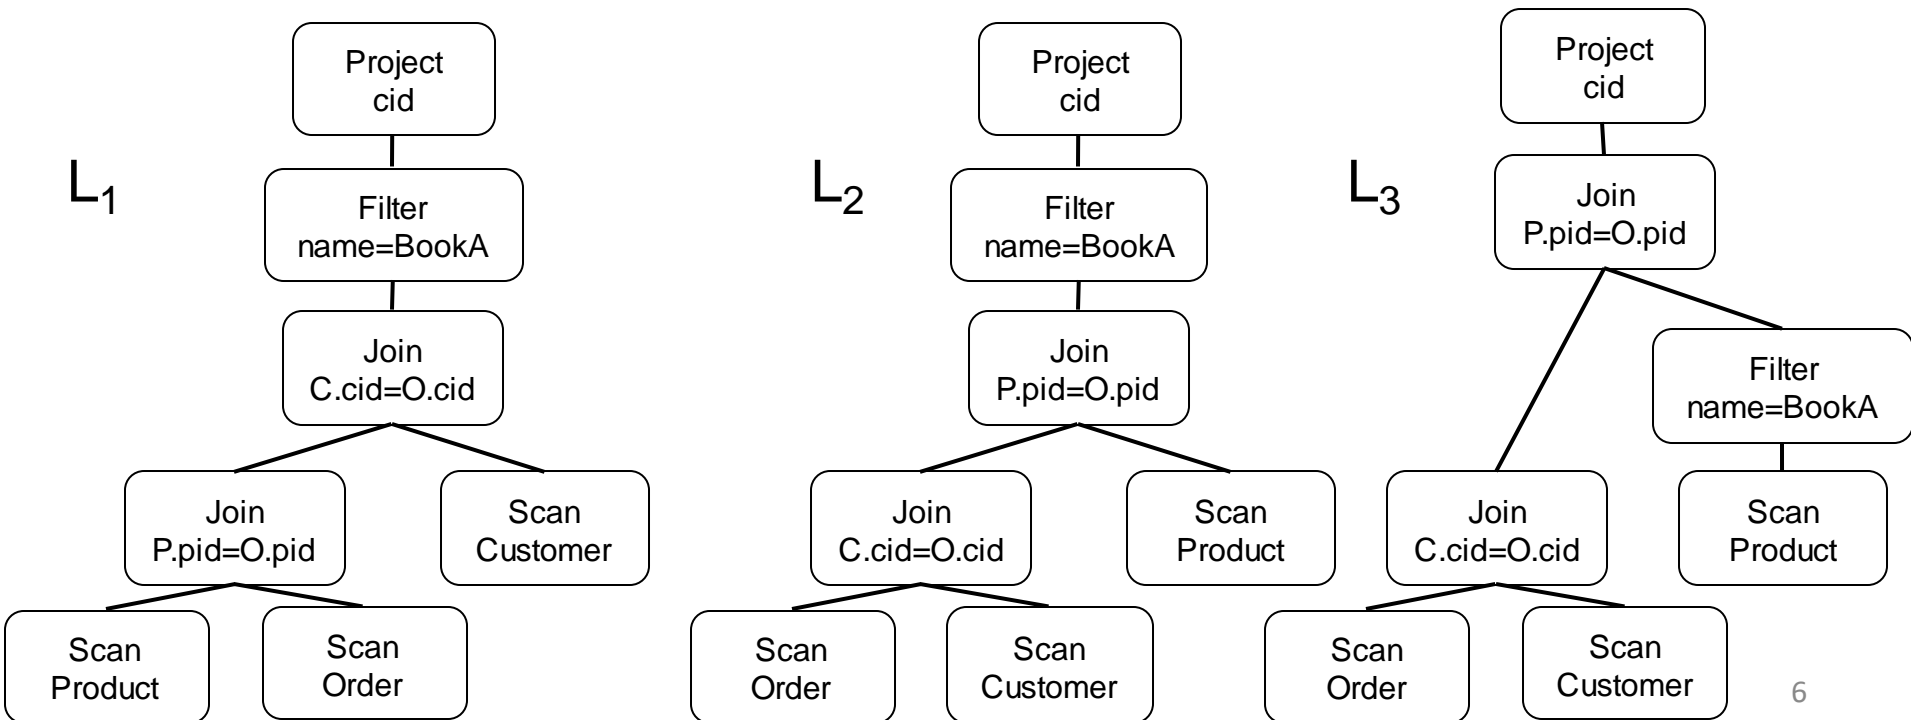 L₁
Project
cid
Filter
name=BookA
Join
C.cid=O.cid
Join
P.pid=O.pid
Scan
Customer
Scan
Product
Scan
Order
L₂
Project
cid
Filter
name=BookA
Join
P.pid=O.pid
Join
C.cid=O.cid
Scan
Product
Scan
Order
Scan
Customer
L₃
Project
cid
Join
P.pid=O.pid
Filter
name=BookA
Join
C.cid=O.cid
Scan
Product
Scan
Order
Scan
Customer
6